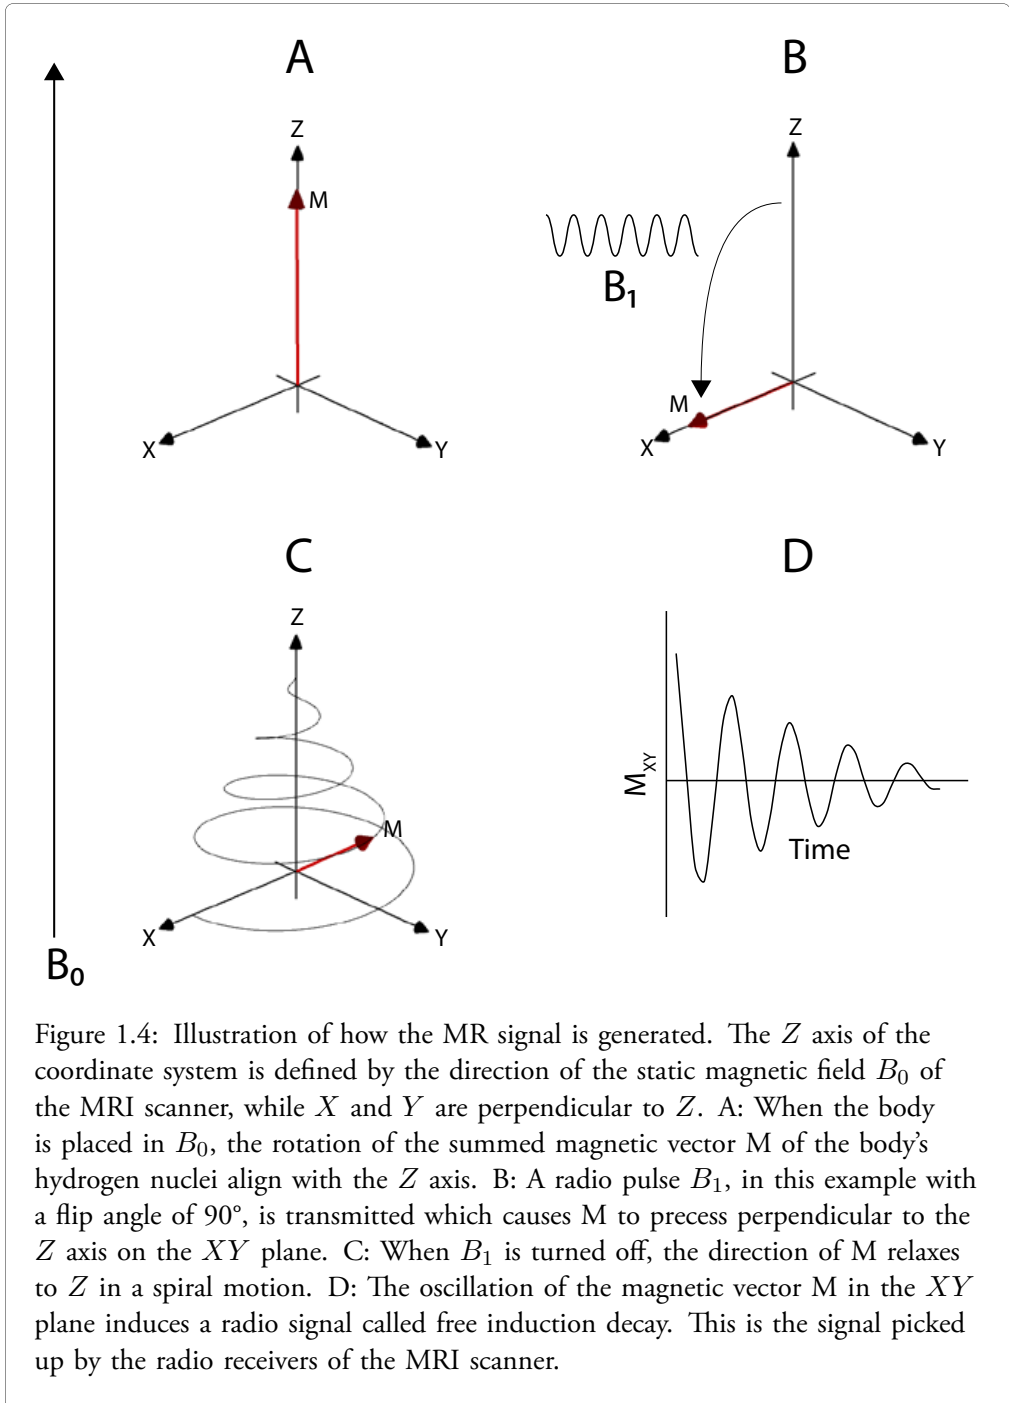 A
Z
M
X
Y
B
Z
B1
M
X
Y
C
Z
M
X
Y
D
MXY
Time
B0
Figure 1.4: Illustration of how the MR signal is generated. The Z axis of the
coordinate system is defined by the direction of the static magnetic field B0 of
the MRI scanner, while X and Y are perpendicular to Z. A: When the body
is placed in B0, the rotation of the summed magnetic vector M of the body’s
hydrogen nuclei align with the Z axis. B: A radio pulse B1, in this example with
a flip angle of 90°, is transmitted which causes M to precess perpendicular to the
Z axis on the XY plane. C: When B1 is turned off, the direction of M relaxes
to Z in a spiral motion. D: The oscillation of the magnetic vector M in the XY
plane induces a radio signal called free induction decay. This is the signal picked
up by the radio receivers of the MRI scanner.